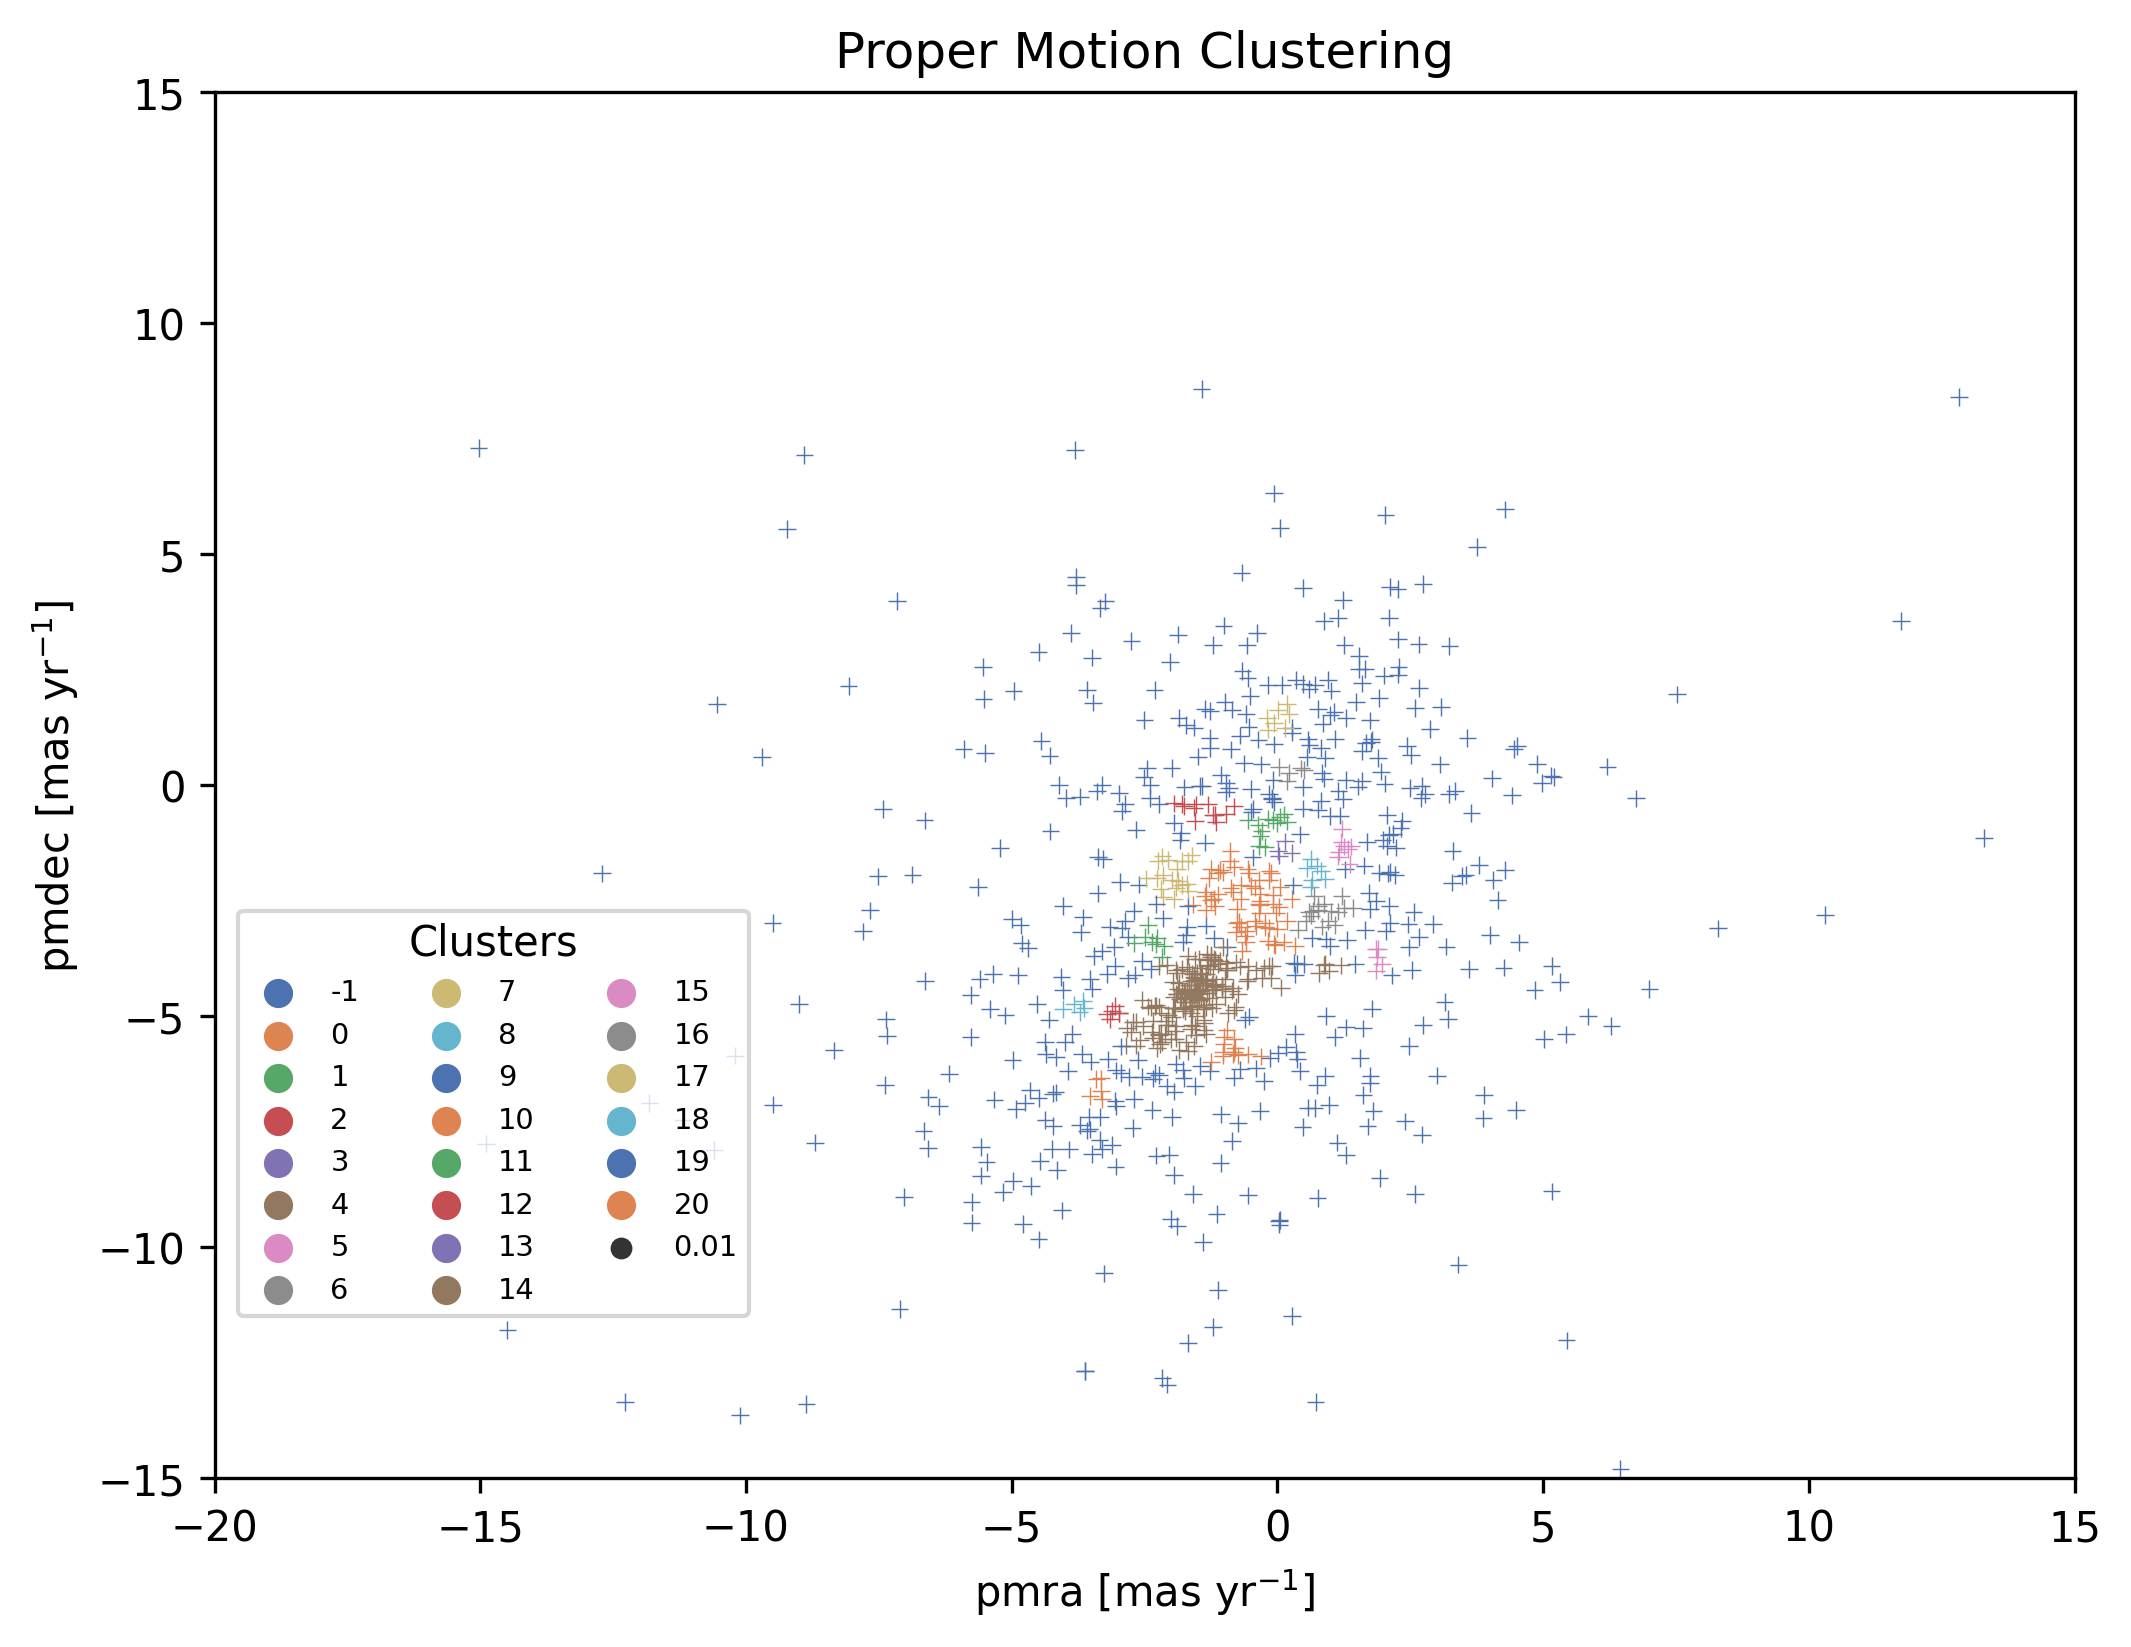 Proper Motion Clustering
15
10
5
0
−5
−10
−15
pmdec [mas yr⁻¹]
Clusters
-1 7 15
0 8 16
1 9 17
2 10 18
3 11 19
4 12 20
5 13 0.01
6 14
−20 −15 −10 −5 0 5 10 15
pmra [mas yr⁻¹]